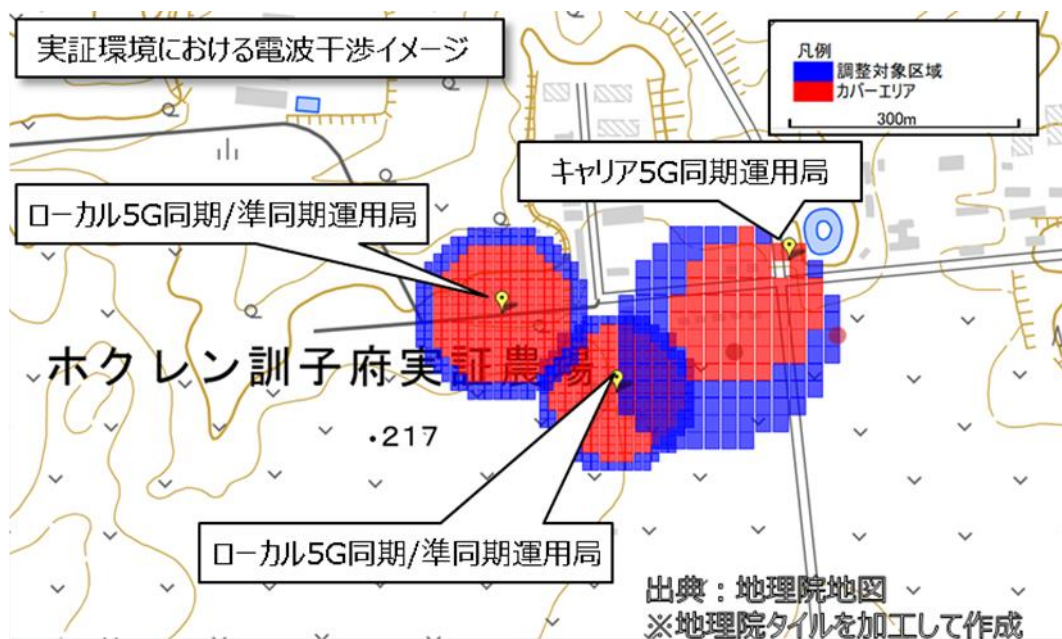 実証環境における電波干渉イメージ
凡例
調整対象区域
カバーエリア
300m
キャリア5G同期運用局
ローカル5G同期/準同期運用局
ホクレン訓子府実証農場
・217
ローカル5G同期/準同期運用局
出典：地理院地図
※地理院タイルを加工して作成